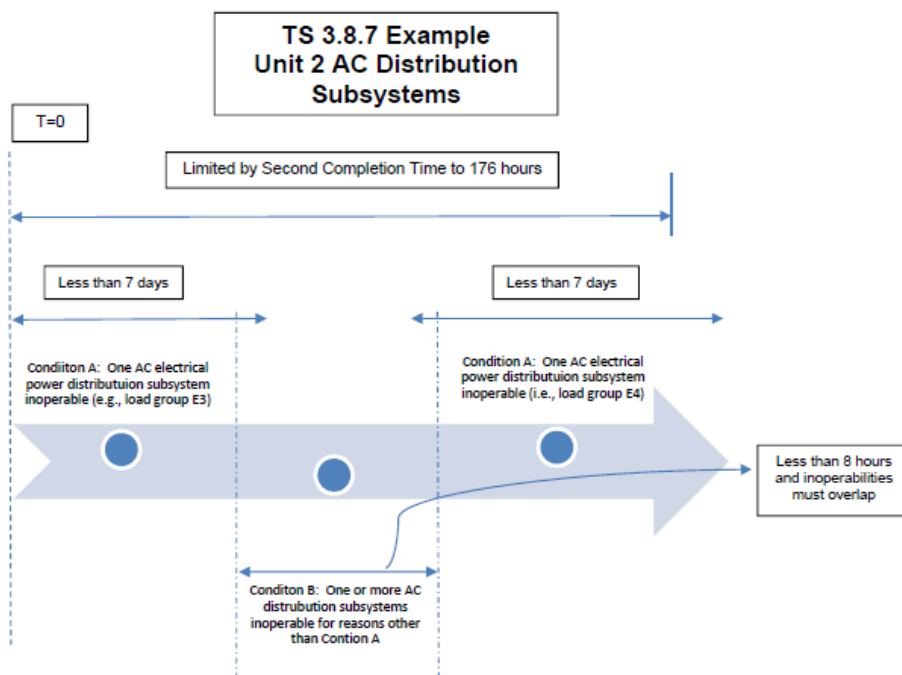 TS 3.8.7 Example
Unit 2 AC Distribution
Subsystems
T=0
Limited by Second Completion Time to 176 hours
Less than 7 days
Less than 7 days
Condiiton A: One AC electrical
power distributuion subsystem
inoperable (e.g., load group E3)
Condition A: One AC electrical
power distributuion subsystem
inoperable (i.e., load group E4)
Less than 8 hours
and inoperabilities
must overlap
Conditon B: One or more AC
distrubution subsystems
inoperable for reasons other
than Contion A